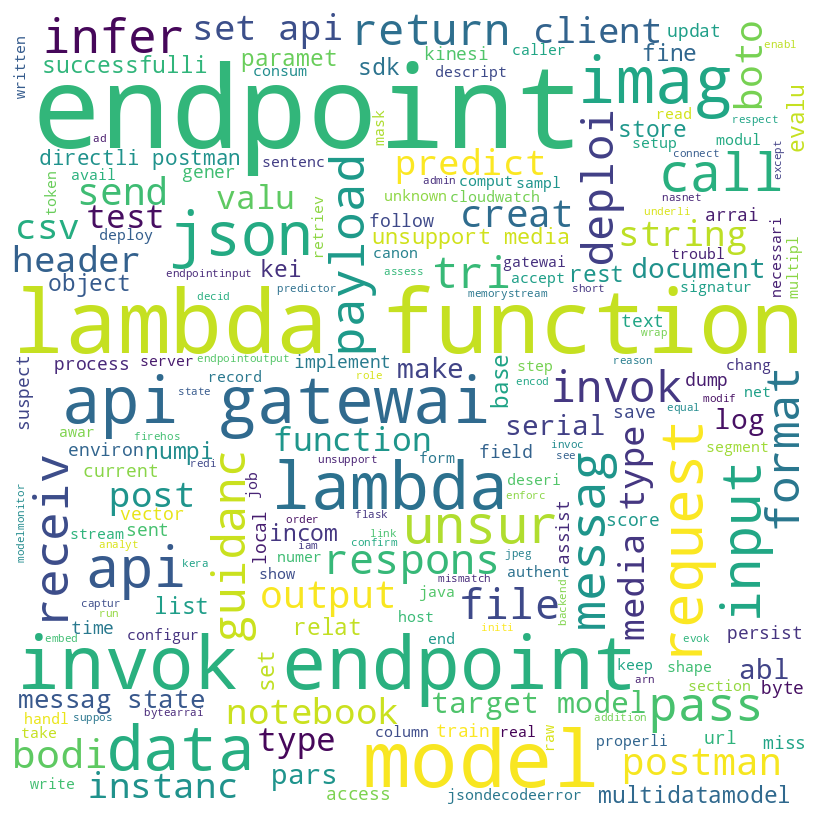 written
infer
set api
return
client
updat
enabl
successfulli
paramet
consum
sdk
kinesi
descript
caller
fine
boto
evalu
endpoint
imag
read
respect
store
setup
modul
connect
except
ad
directli postman
avail
gener
sentenc
mask
predict
admin
comput
sampl
deploi
call
nasnet
token
send
valu
retriev
payload
unknown
cloudwatch
creat
underli
arrai
necessari
multipl
csv
test
json
follow
unsupport media
string
header
deploy
object
endpointinput
kei
canon
assess
tri
gatewai
accept
rest
troubl
document
signatur
decid
predictor
memorystream
short
lambda function
text
wrap
suspect
process
server
endpointoutput
record
state
role
implement
make
base
step
encod
reason
chang
api gatewai
invok
dump
modif
net
awar
firehos
redi
function
serial
save
equal
log
environ
numpi
unsupport
form
field
invoc
see
format
receiv
current
guidanc
job
lambda
deseri
enforc
messag
media type
request
segment
input
post
vector
stream
sent
local
order
flask
unsur
score
modelmonitor
analyt
kera
api
incom
iam
confirm
link
respons
jpeg
assist
numer
show
mismatch
java
authent
captur
run
list
output
file
backend
time
configur
relat
host
initi
evok
persist
embed
invok endpoint
end
keep
arn
shape
section
abl
byte
messag state
set
target model
pass
handl
suppos
bytearrai
notebook
addition
take
column
train
real
raw
properli
url
miss
bodi
data
type
model
postman
write
instanc
pars
access
jsondecodeerror
multidatamodel